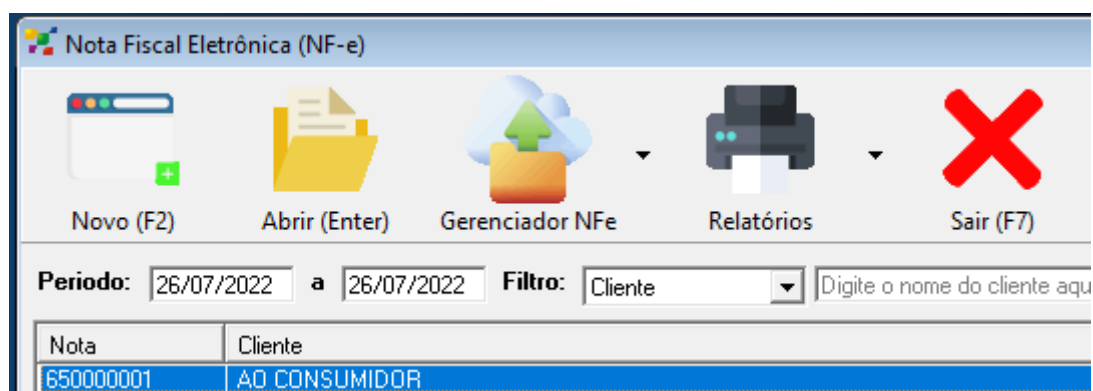 Nota Fiscal Eletrônica (NF-e)
Novo (F2) Abrir (Enter) Gerenciador NFe Relatórios Sair (F7)
Periodo: 26/07/2022 a 26/07/2022 Filtro: Cliente Digite o nome do cliente aqu
Nota Cliente
650000001 AO CONSUMIDOR